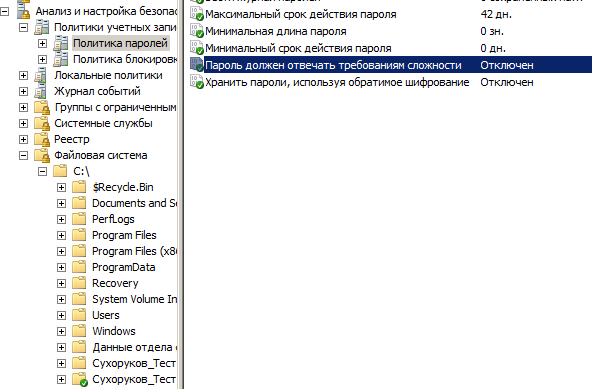 Анализ и настройка безопас
Политики учетных запи
Политика паролей
Политика блокировк
Локальные политики
Журнал событий
Группы с ограниченным
Системные службы
Реестр
Файловая система
C:\
$Recycle.Bin
Documents and Se
PerfLogs
Program Files
Program Files (x86
ProgramData
Recovery
System Volume In
Users
Windows
Данные отдела с
Сухоруков_Тест
Сухоруков_Тест
Максимальный срок действия пароля 42 дн.
Минимальная длина пароля 0 зн.
Минимальный срок действия пароля 0 дн.
Пароль должен отвечать требованиям сложности Отключен
Хранить пароли, используя обратимое шифрование Отключен